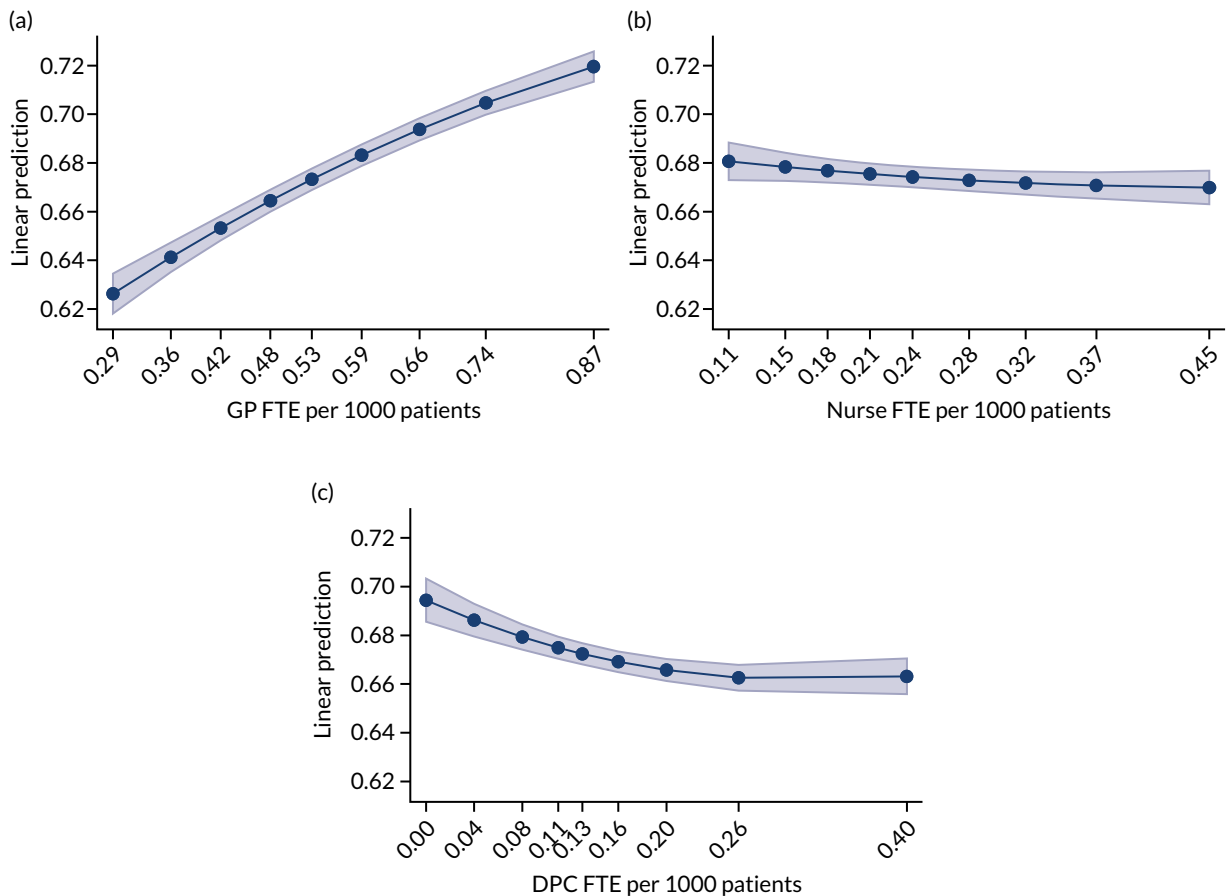 (a)
0.72
0.70
0.68
0.66
0.64
0.62
Linear prediction
0.29 0.36 0.42 0.48 0.53 0.59 0.66 0.74 0.87
GP FTE per 1000 patients
(b)
0.72
0.70
0.68
0.66
0.64
0.62
Linear prediction
0.11 0.15 0.18 0.21 0.24 0.28 0.32 0.37 0.45
Nurse FTE per 1000 patients
(c)
0.72
0.70
0.68
0.66
0.64
0.62
Linear prediction
0.00 0.04 0.08 0.11 0.13 0.16 0.20 0.26 0.40
DPC FTE per 1000 patients